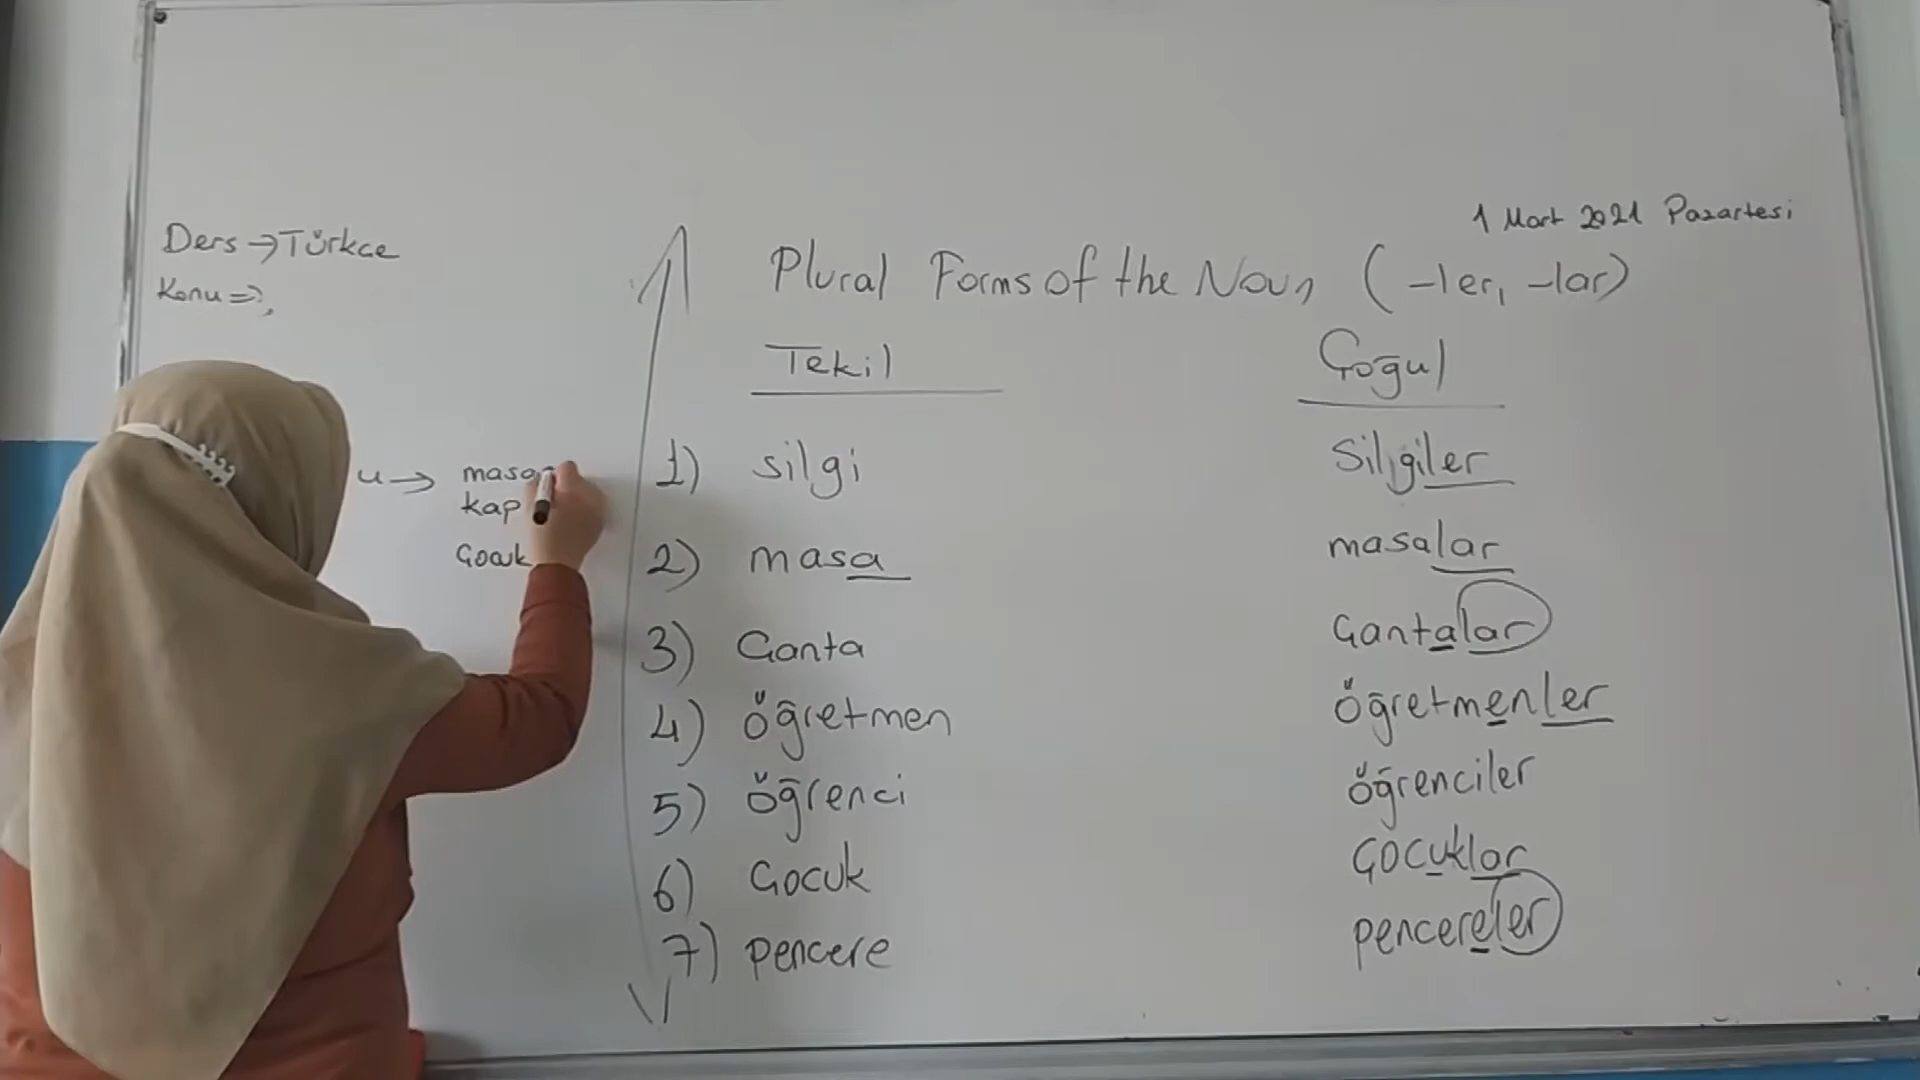 1 Mart 2021 Pazartesi
Ders → Türkçe
Konu ⇒
Plural Forms of the Noun (-ler, -lar)
Tekil Çoğul
1) silgi silgiler
2) masa masalar
3) Çanta Çantalar
4) öğretmen öğretmenler
5) öğrenci öğrenciler
6) Çocuk Çocuklar
7) pencere pencereler
u → masa
kap
Çocuk